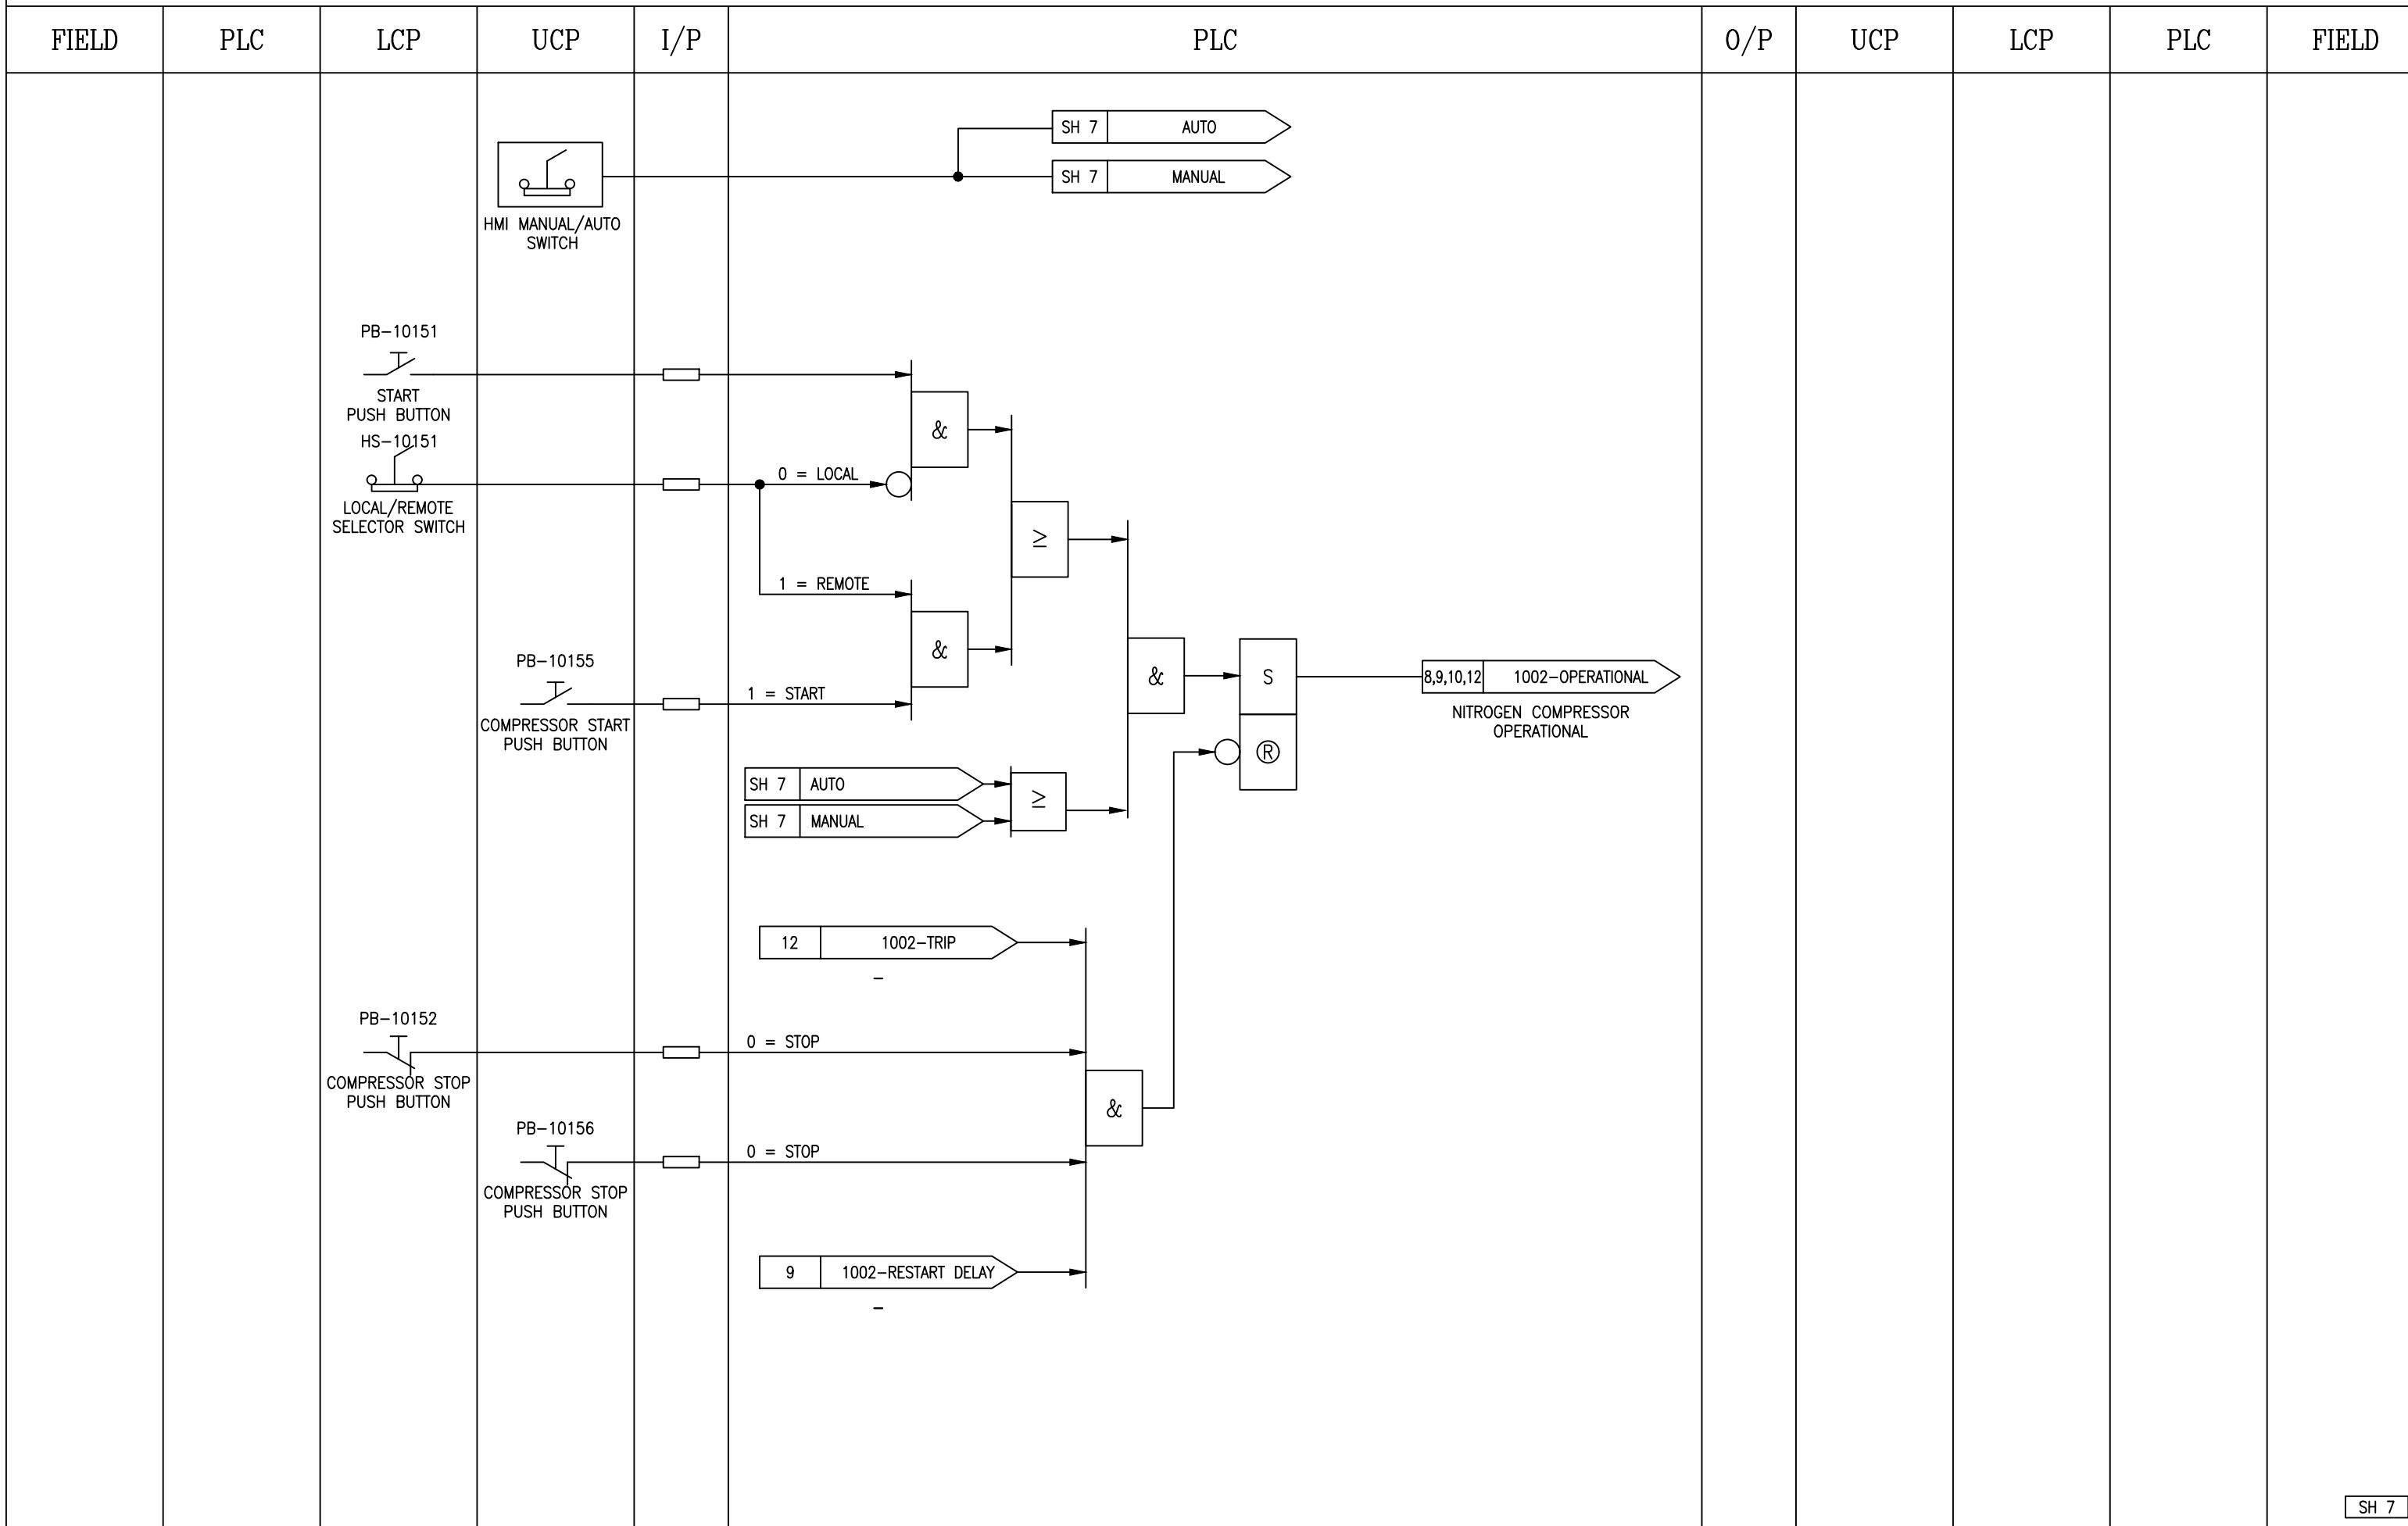 FIELD PLC LCP UCP I/P PLC O/P UCP LCP PLC FIELD
SH 7 AUTO
SH 7 MANUAL
HMI MANUAL/AUTO
SWITCH
PB-10151
START
PUSH BUTTON
HS-10151
LOCAL/REMOTE
SELECTOR SWITCH
&
0 = LOCAL
≥
1 = REMOTE
&
PB-10155
COMPRESSOR START
PUSH BUTTON
1 = START
&
S
Ⓡ
8,9,10,12 1002-OPERATIONAL
NITROGEN COMPRESSOR
OPERATIONAL
SH 7 AUTO
SH 7 MANUAL
≥
12 1002-TRIP
-
PB-10152
COMPRESSOR STOP
PUSH BUTTON
0 = STOP
&
PB-10156
COMPRESSOR STOP
PUSH BUTTON
0 = STOP
9 1002-RESTART DELAY
-
SH 7